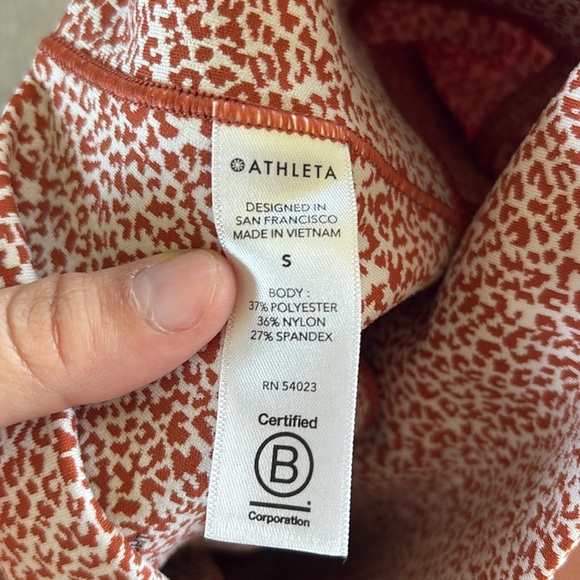 ATHLETA
DESIGNED IN
SAN FRANCISCO
MADE IN VIETNAM
S
BODY :
37% POLYESTER
36% NYLON
27% SPANDEX
RN 54023
Certified
B
Corporation